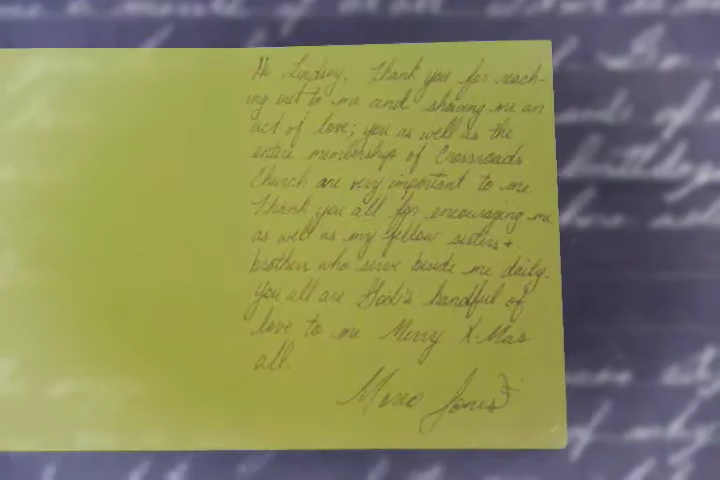 Hi Lindsey, Thank you for reach-
ing out to me and showing me an
act of love; you as well as the
entire membership of Crossroads
Church are very important to me
Thank you all for encouraging me
as well as my fellow sisters +
brothers who serve beside me daily.
You all are God's handful of
love to me Merry X-Mas
all.
Jones